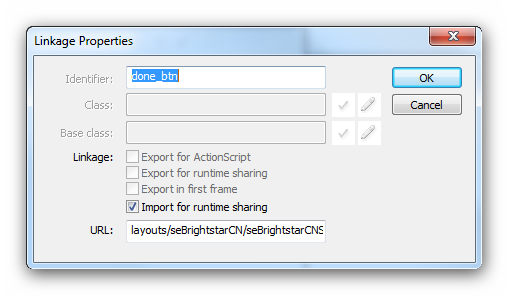 Linkage Properties
Identifier: done_btn OK
Class: Cancel
Base class:
Linkage: Export for ActionScript
Export for runtime sharing
Export in first frame
Import for runtime sharing
URL: layouts/seBrightstarCN/seBrightstarCNS